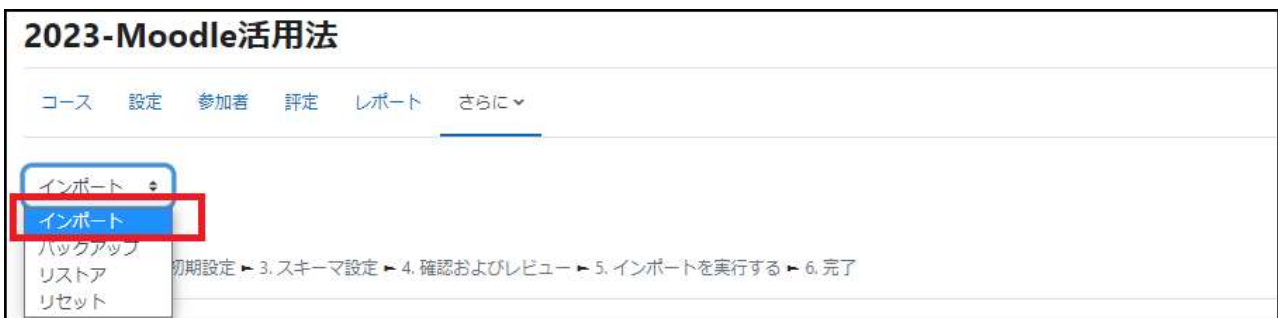 2023-Moodle活用法
コース 設定 参加者 評定 レポート さらに
インポート
インポート
バックアップ
初期設定 ► 3. スキーマ設定 ► 4. 確認およびレビュー ► 5. インポートを実行する ► 6. 完了
リストア
リセット